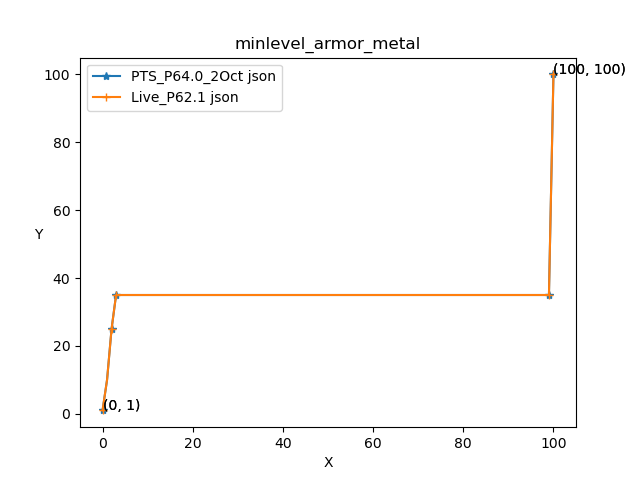 minlevel_armor_metal
PTS_P64.0_2Oct json
Live_P62.1 json
(100, 100)
(0, 1)
100
80
60
40
20
0
Y
0 20 40 60 80 100
X